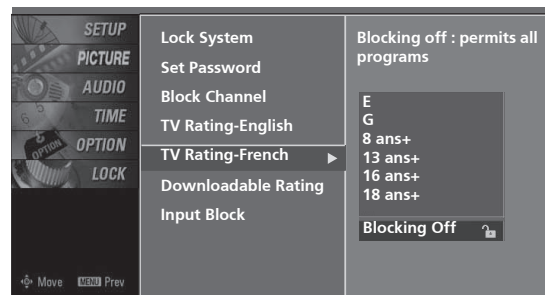 SETUP
PICTURE
AUDIO
TIME
OPTION
LOCK
Move MENU Prev
Lock System
Set Password
Block Channel
TV Rating-English
TV Rating-French
Downloadable Rating
Input Block
Blocking off : permits all
programs
E
G
8 ans+
13 ans+
16 ans+
18 ans+
Blocking Off